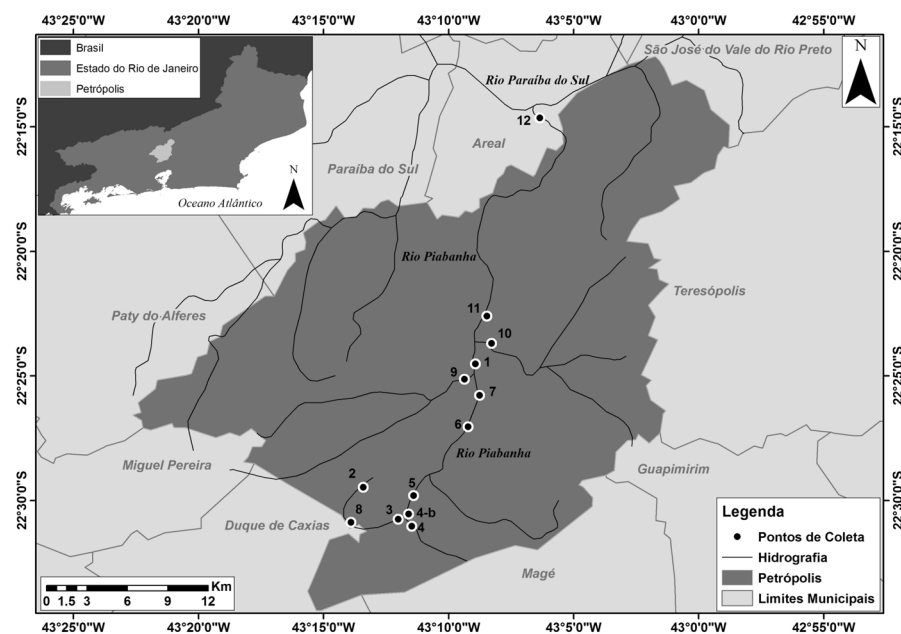 43°25'0"W 43°20'0"W 43°15'0"W 43°10'0"W 43°5'0"W 43°0'0"W 42°55'0"W
Brasil
Estado do Rio de Janeiro
Petrópolis
N
Oceano Atlântico
São José do Vale do Rio Preto
N
Rio Paraíba do Sul
22°15'0"S
22°15'0"S
12
Areal
Paraíba do Sul
22°20'0"S
22°20'0"S
Rio Piabanha
Teresópolis
Paty do Alferes
11
10
1
22°25'0"S
22°25'0"S
9
7
6
Rio Piabanha
Miguel Pereira
Guapimirim
2
5
22°30'0"S
22°30'0"S
8
3
4-b
4
Duque de Caxias
Magé
Legenda
Pontos de Coleta
Hidrografia
Petrópolis
Limites Municipais
Km
0 1.5 3 6 9 12
43°25'0"W 43°20'0"W 43°15'0"W 43°10'0"W 43°5'0"W 43°0'0"W 42°55'0"W